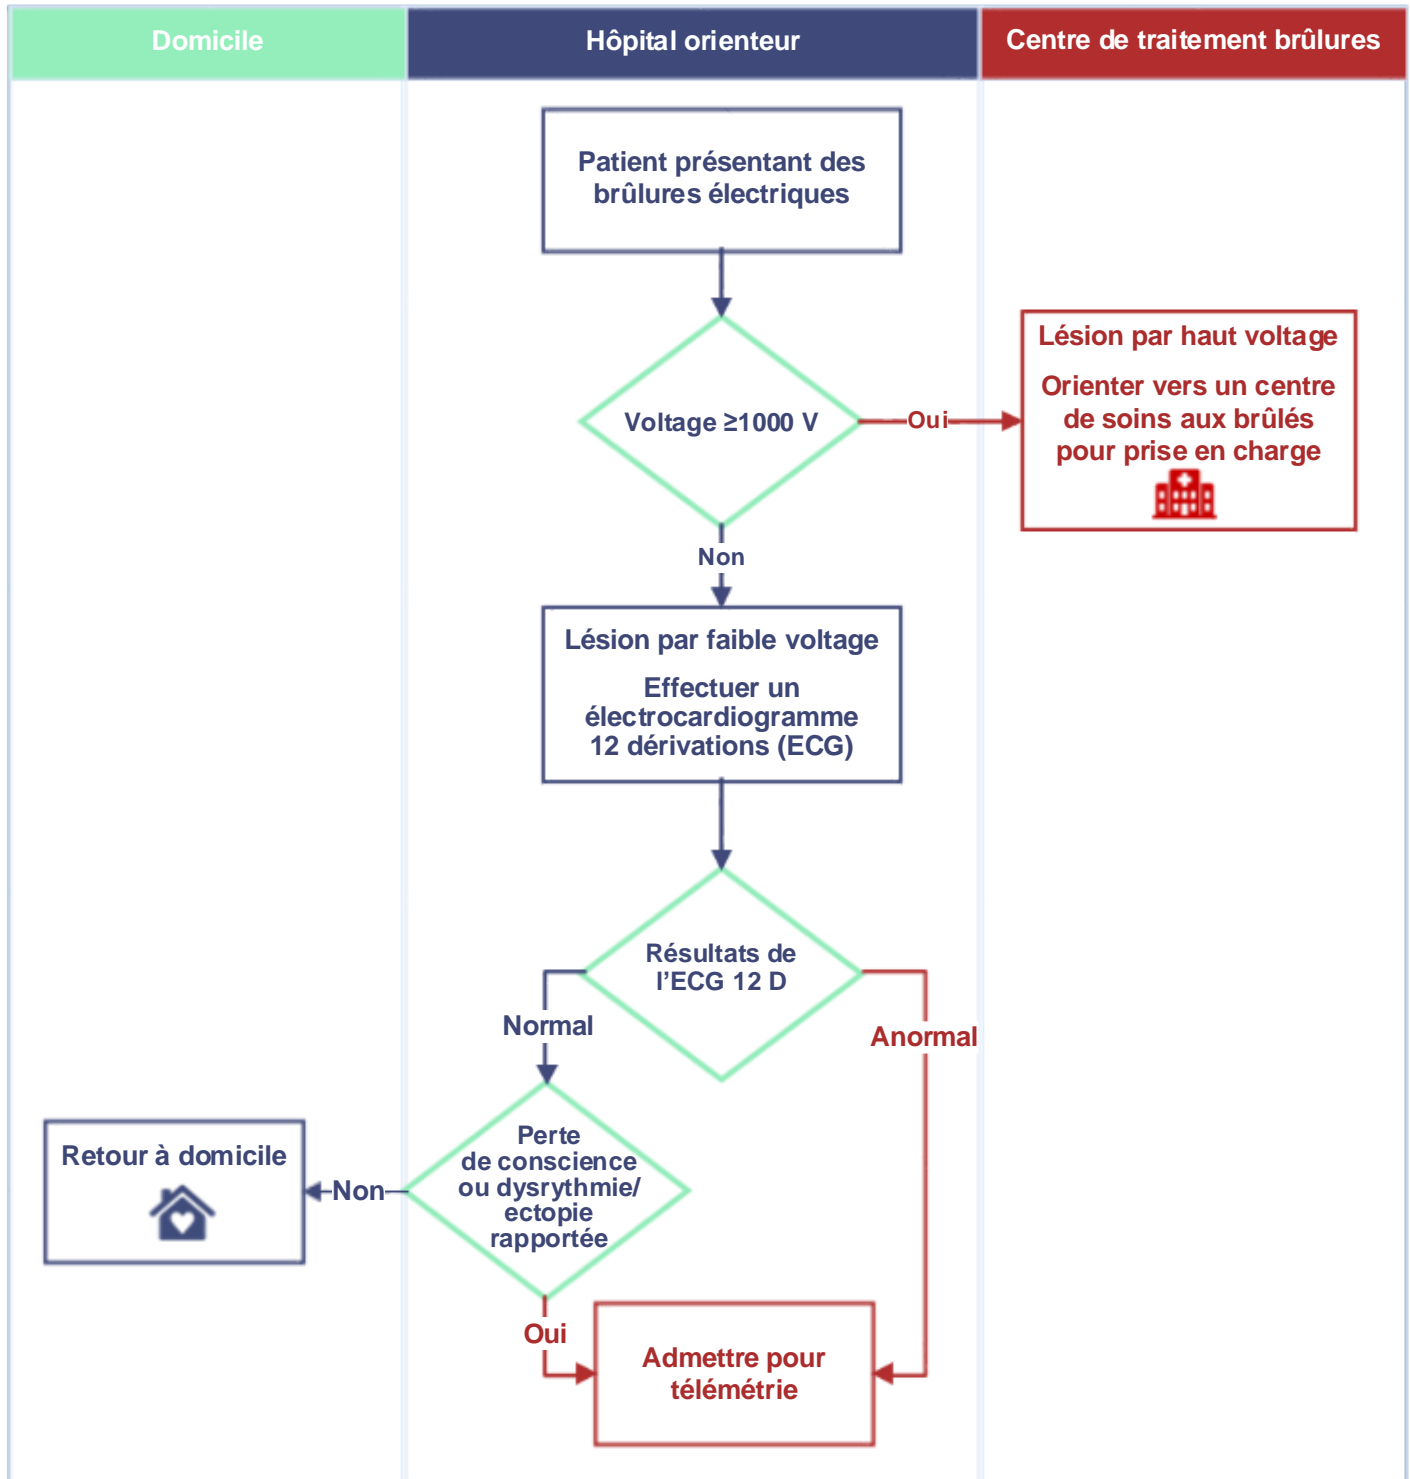 Domicile
Hôpital orienteur
Centre de traitement brûlures
Patient présentant des
brûlures électriques
Voltage ≥1000 V
Oui
Lésion par haut voltage
Orienter vers un centre
de soins aux brûlés
pour prise en charge
Non
Lésion par faible voltage
Effectuer un
électrocardiogramme
12 dérivations (ECG)
Résultats de
l’ECG 12 D
Normal
Anormal
Perte
de conscience
ou dysrythmie/
ectopie
rapportée
Non
Retour à domicile
Oui
Admettre pour
télémétrie